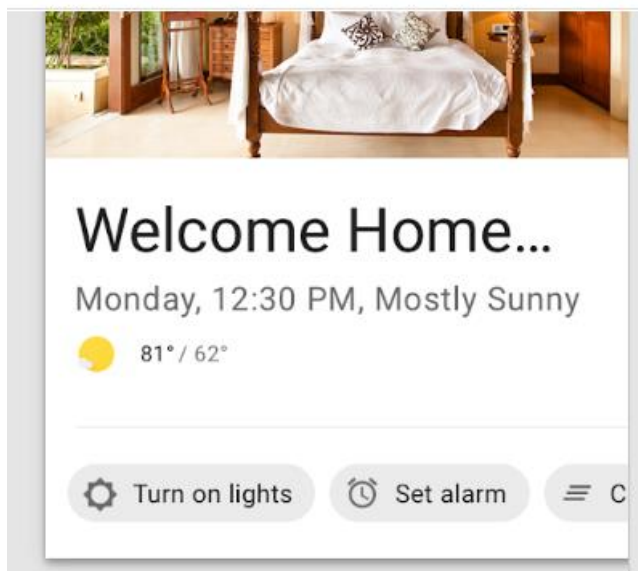 Welcome Home...
Monday, 12:30 PM, Mostly Sunny
81° / 62°
Turn on lights Set alarm C